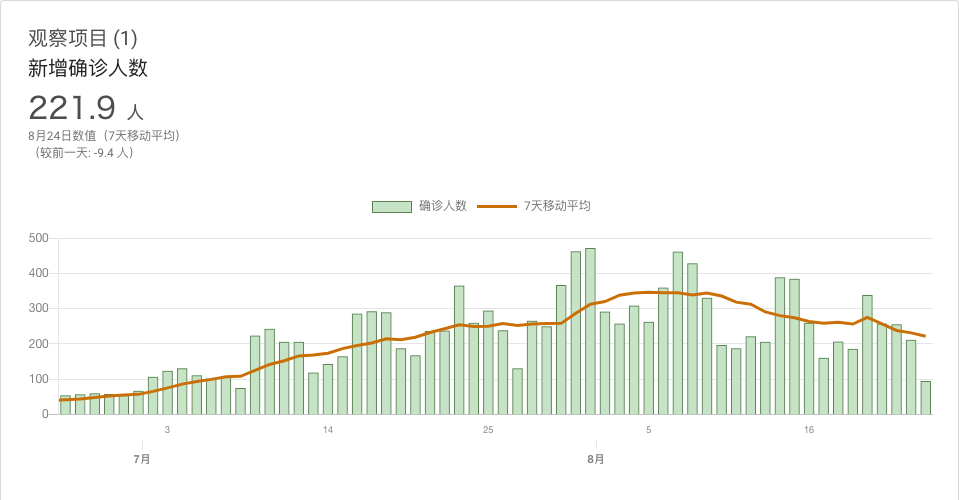 观察项目 (1)
新增确诊人数
221.9 人
8月24日数值（7天移动平均）
（较前一天: -9.4 人）
确诊人数 7天移动平均
500
400
300
200
100
0
3 14 25 5 16
7月 8月